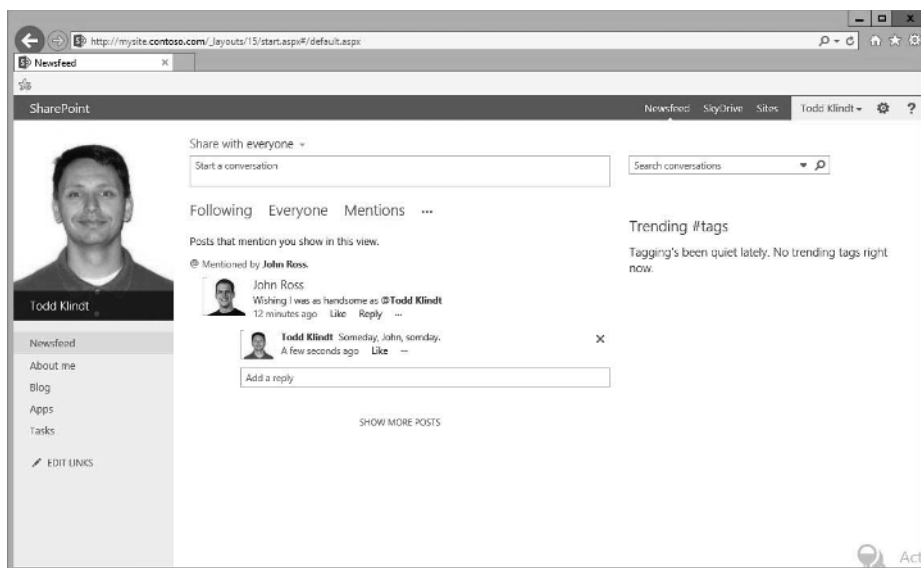 http://mysite.contoso.com/_layouts/15/start.aspx#/default.aspx
Newsfeed
SharePoint
Newsfeed SkyDrive Sites Todd Klindt ?
Share with everyone
Start a conversation
Search conversations
Following Everyone Mentions ...
Trending #tags
Posts that mention you show in this view.
Tagging's been quiet lately. No trending tags right
now.
@ Mentioned by John Ross.
John Ross
Wishing I was as handsome as @Todd Klindt
12 minutes ago Like Reply ...
Todd Klindt
Todd Klindt Someday, John, somday.
A few seconds ago Like ...
Newsfeed
Add a reply
About me
Blog
Apps
SHOW MORE POSTS
Tasks
EDIT LINKS
Act